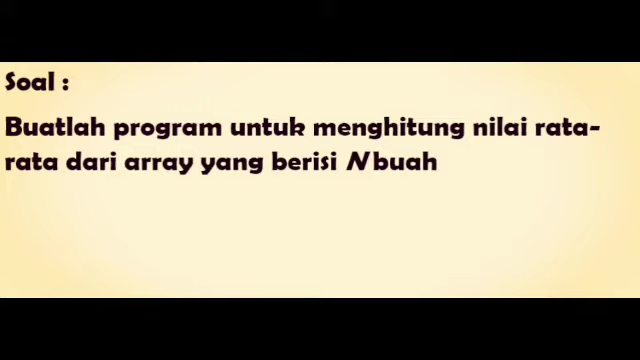 Soal :
Buatlah program untuk menghitung nilai rata-
rata dari array yang berisi N buah